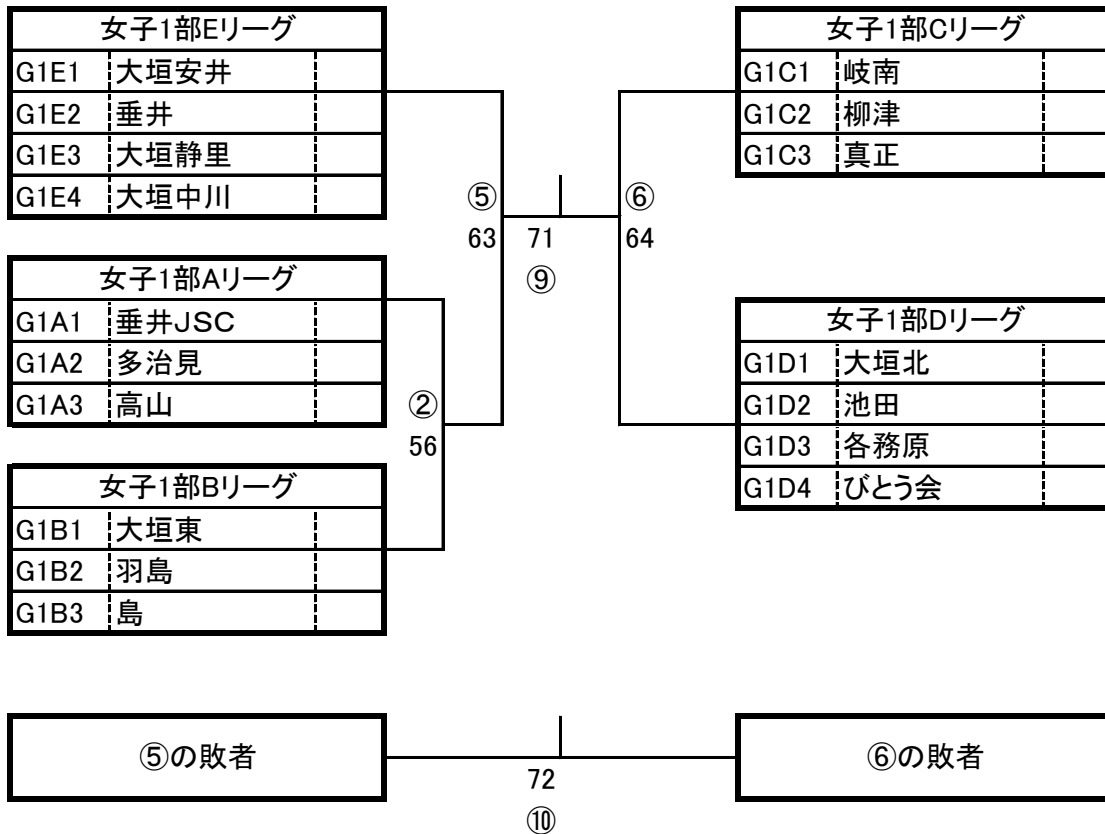 女子1部Eリーグ
G1E1 大垣安井
G1E2 垂井
G1E3 大垣静里
G1E4 大垣中川
⑤
63
女子1部Aリーグ
G1A1 垂井JSC
G1A2 多治見
G1A3 高山
②
56
女子1部Bリーグ
G1B1 大垣東
G1B2 羽島
G1B3 島
71
⑨
女子1部Cリーグ
G1C1 岐南
G1C2 柳津
G1C3 真正
⑥
64
女子1部Dリーグ
G1D1 大垣北
G1D2 池田
G1D3 各務原
G1D4 びとう会
⑤の敗者
72
⑩
⑥の敗者